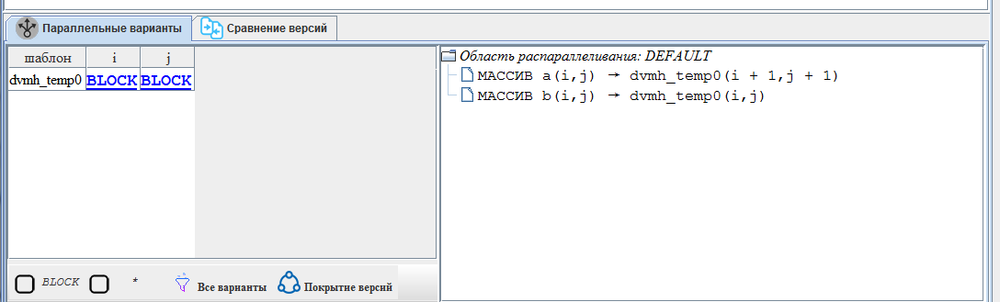 Параллельные варианты
Сравнение версий
шаблон i j
dvmh_temp0 BLOCK BLOCK
Область распараллеливания: DEFAULT
МАССИВ a(i,j) → dvmh_temp0(i + 1,j + 1)
МАССИВ b(i,j) → dvmh_temp0(i,j)
BLOCK * Все варианты Покрытие версий